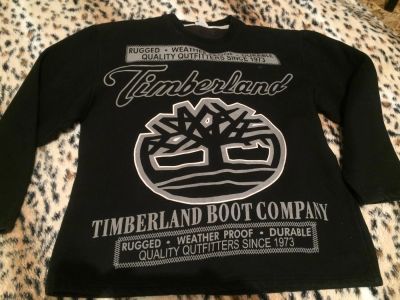 RUGGED • WEATHER PROOF • DURABLE
QUALITY OUTFITTERS SINCE 1973
Timberland
TIMBERLAND BOOT COMPANY
RUGGED • WEATHER PROOF • DURABLE
QUALITY OUTFITTERS SINCE 1973